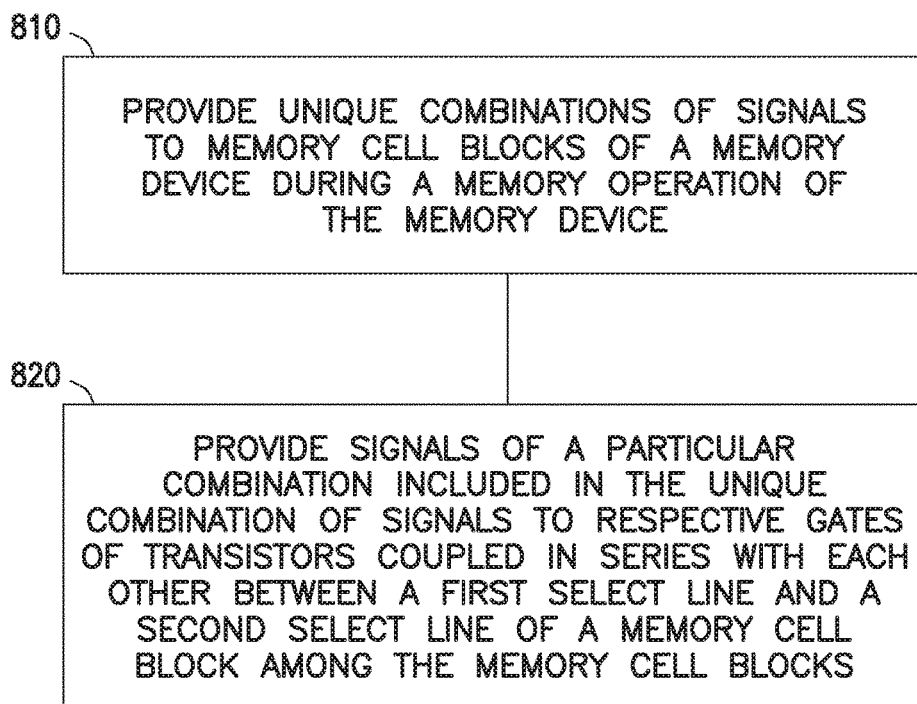 810
PROVIDE UNIQUE COMBINATIONS OF SIGNALS
TO MEMORY CELL BLOCKS OF A MEMORY
DEVICE DURING A MEMORY OPERATION OF
THE MEMORY DEVICE
820
PROVIDE SIGNALS OF A PARTICULAR
COMBINATION INCLUDED IN THE UNIQUE
COMBINATION OF SIGNALS TO RESPECTIVE GATES
OF TRANSISTORS COUPLED IN SERIES WITH EACH
OTHER BETWEEN A FIRST SELECT LINE AND A
SECOND SELECT LINE OF A MEMORY CELL
BLOCK AMONG THE MEMORY CELL BLOCKS